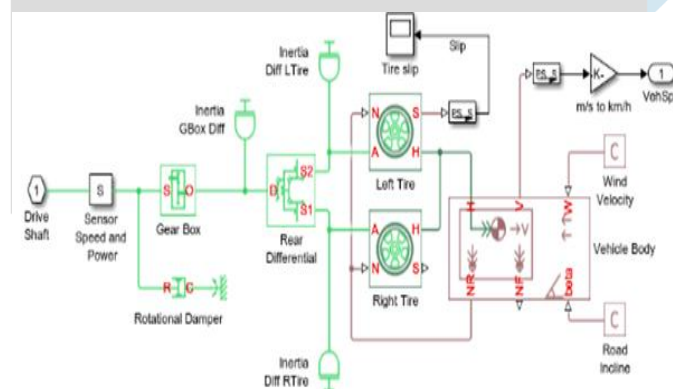 Inertia
Diff LTire
Tire slip
Slip
PS S
K-
m/s to km/h
1
VehSp
Inertia
GBox Diff
N
S
A
H
Left Tire
PS S
1
Drive
Shaft
S
Sensor
Speed and
Power
S
O
Gear Box
D
S2
S1
Rear
Differential
A
H
N
S
Right Tire
H
V
W
V
NR
NF
beta
C
Wind
Velocity
Vehicle Body
C
Road
Incline
R
C
Rotational Damper
Inertia
Diff RTire